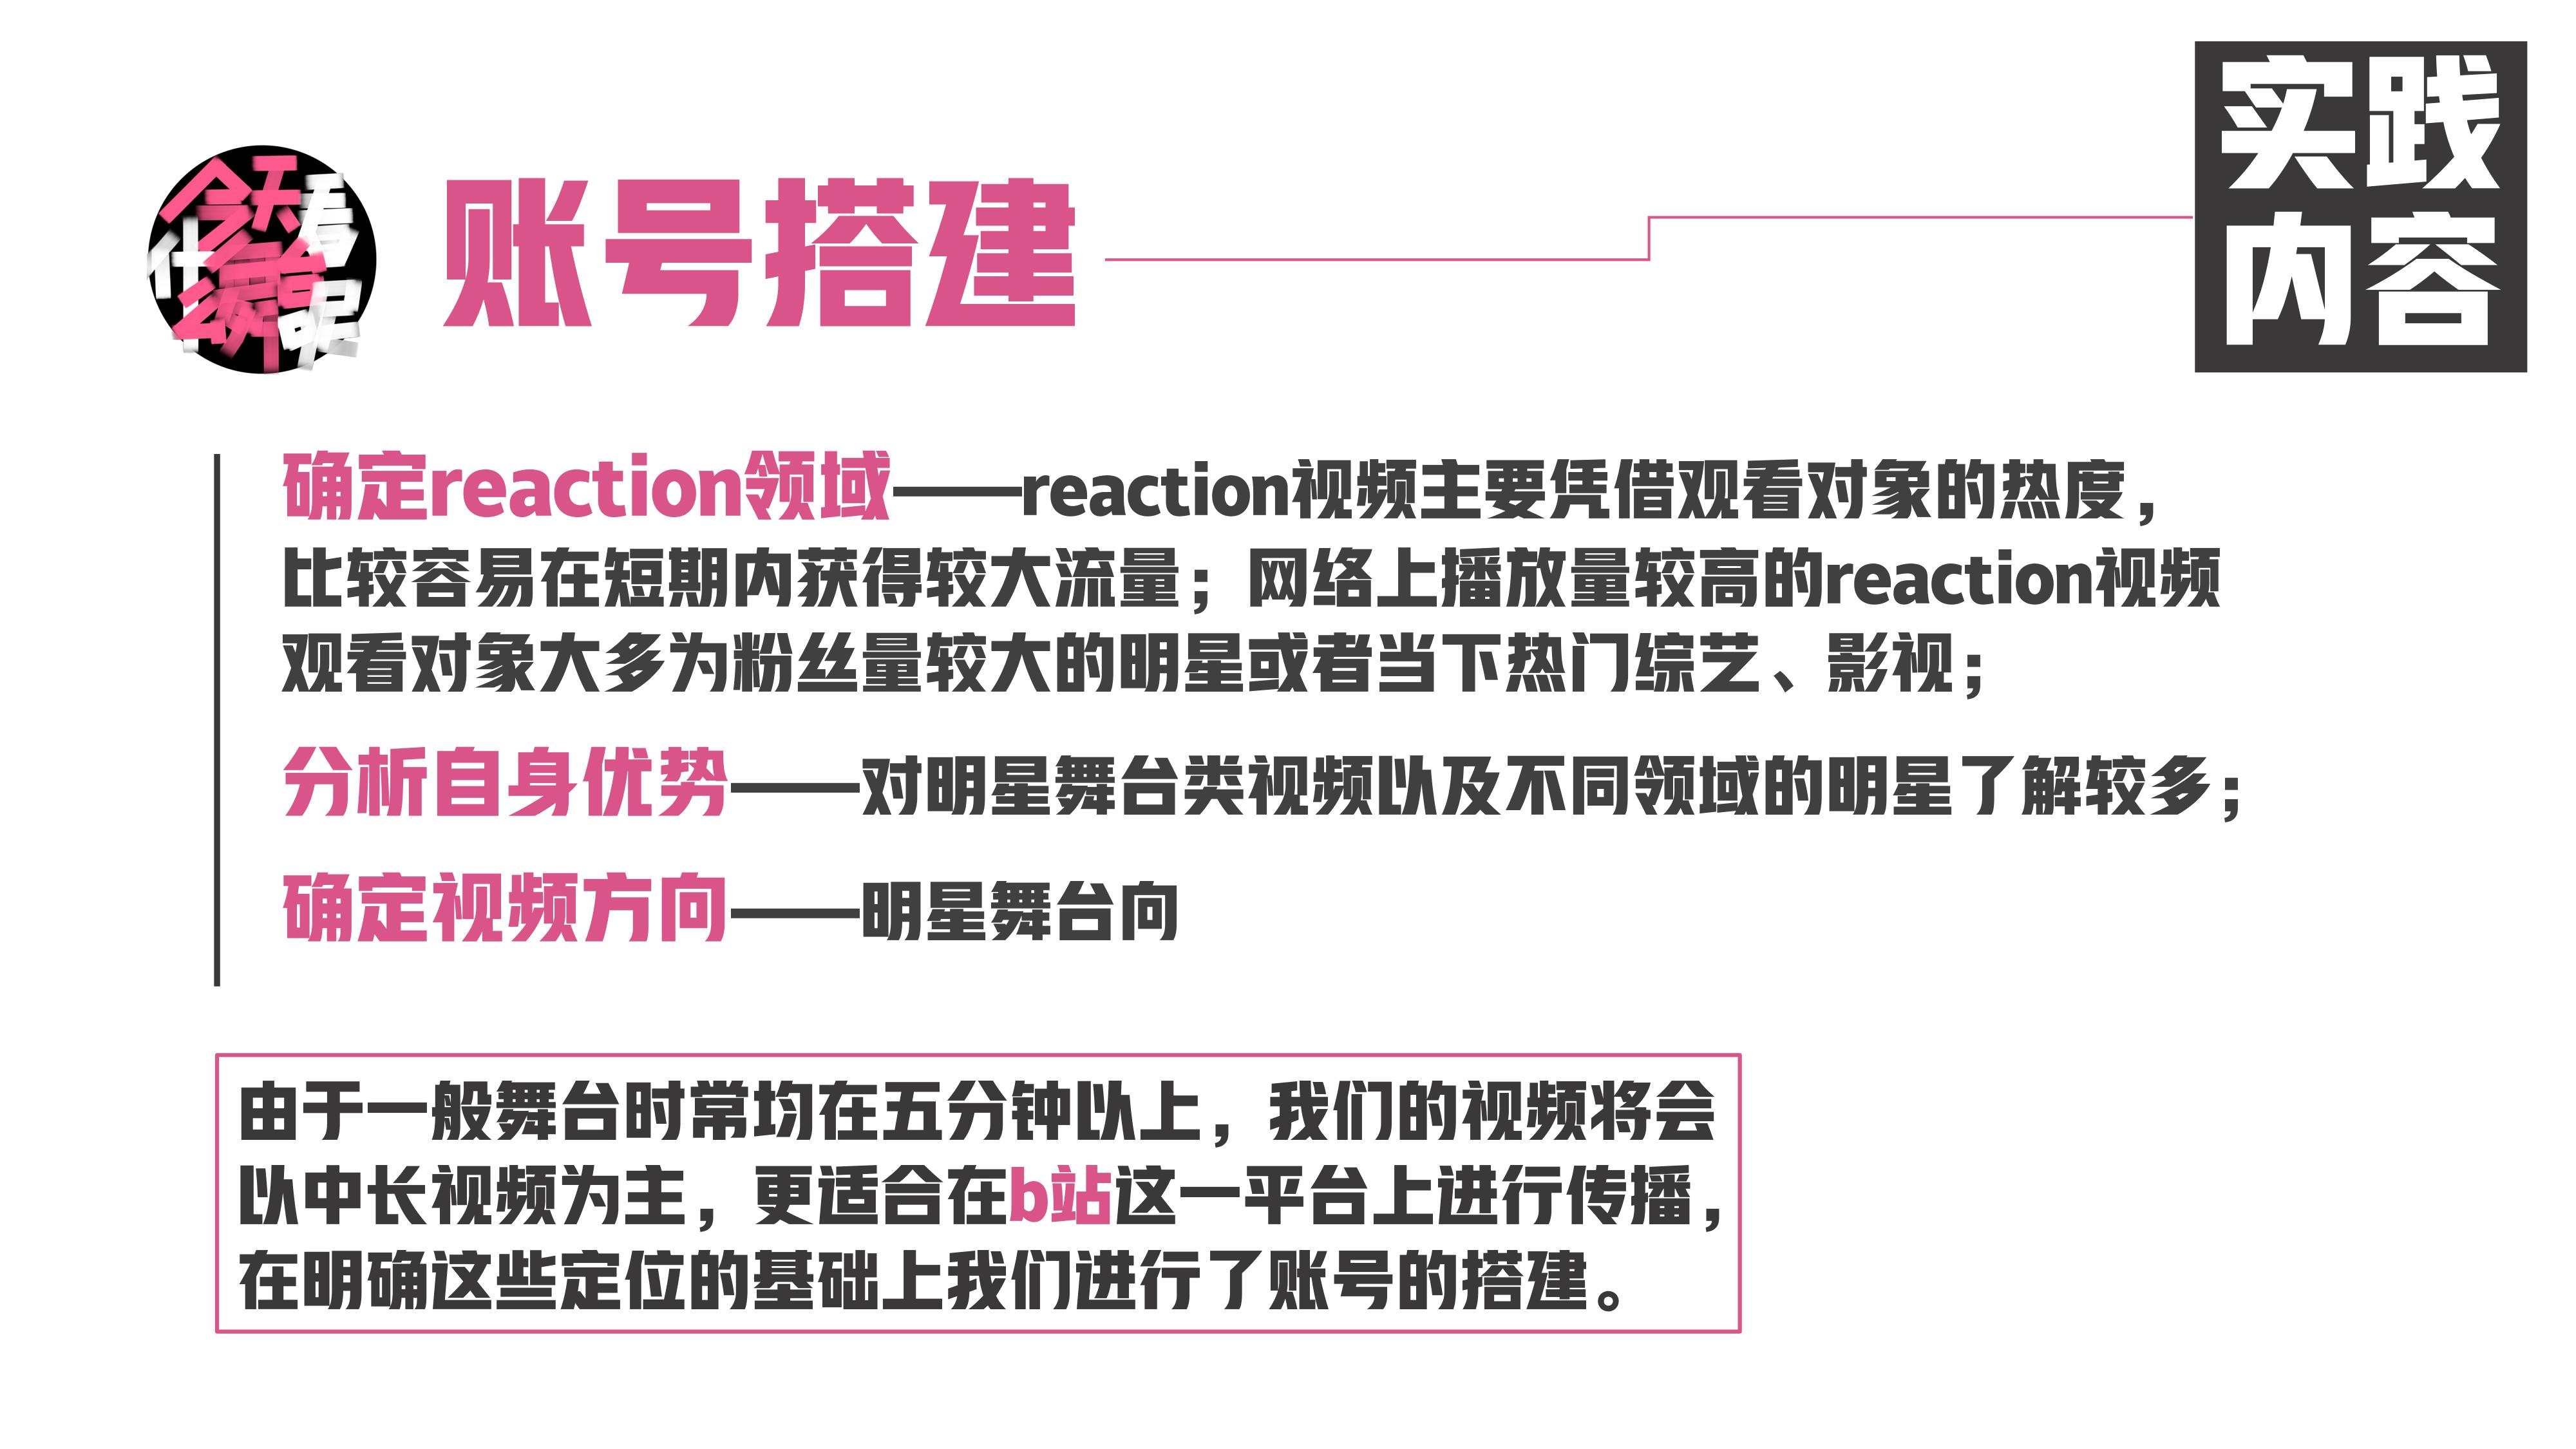 实践
内容
账号搭建
确定reaction领域——reaction视频主要凭借观看对象的热度，
比较容易在短期内获得较大流量；网络上播放量较高的reaction视频
观看对象大多为粉丝量较大的明星或者当下热门综艺、影视；
分析自身优势——对明星舞台类视频以及不同领域的明星了解较多；
确定视频方向——明星舞台向
由于一般舞台时常均在五分钟以上，我们的视频将会
以中长视频为主，更适合在b站这一平台上进行传播，
在明确这些定位的基础上我们进行了账号的搭建。